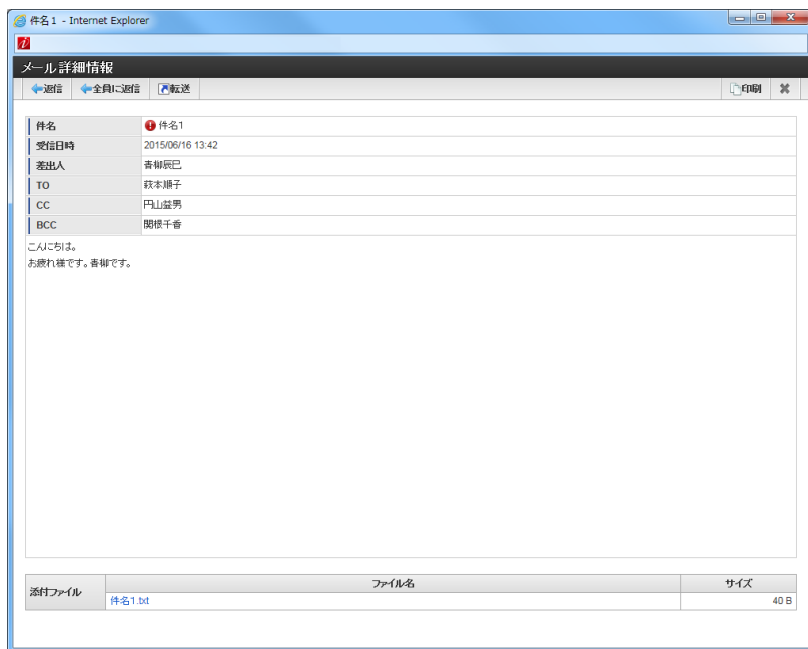 件名1 - Internet Explorer
メール詳細情報
返信 全員に返信 転送 印刷
件名 件名1
受信日時 2015/06/16 13:42
差出人 青柳辰巳
TO 萩本順子
CC 円山益男
BCC 関根千香
こんにちは。
お疲れ様です。青柳です。
添付ファイル ファイル名 サイズ
件名1.txt 40 B